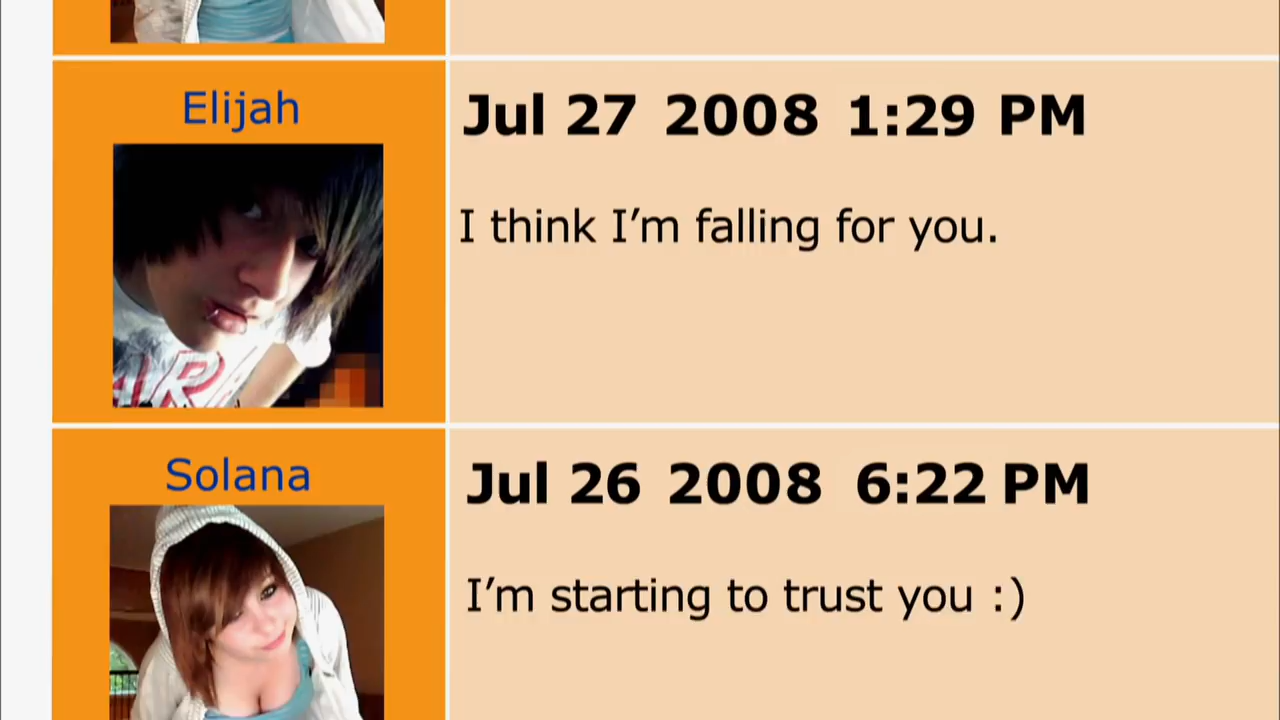 Elijah
Jul 27 2008 1:29 PM
I think I’m falling for you.
Solana
Jul 26 2008 6:22 PM
I’m starting to trust you :)